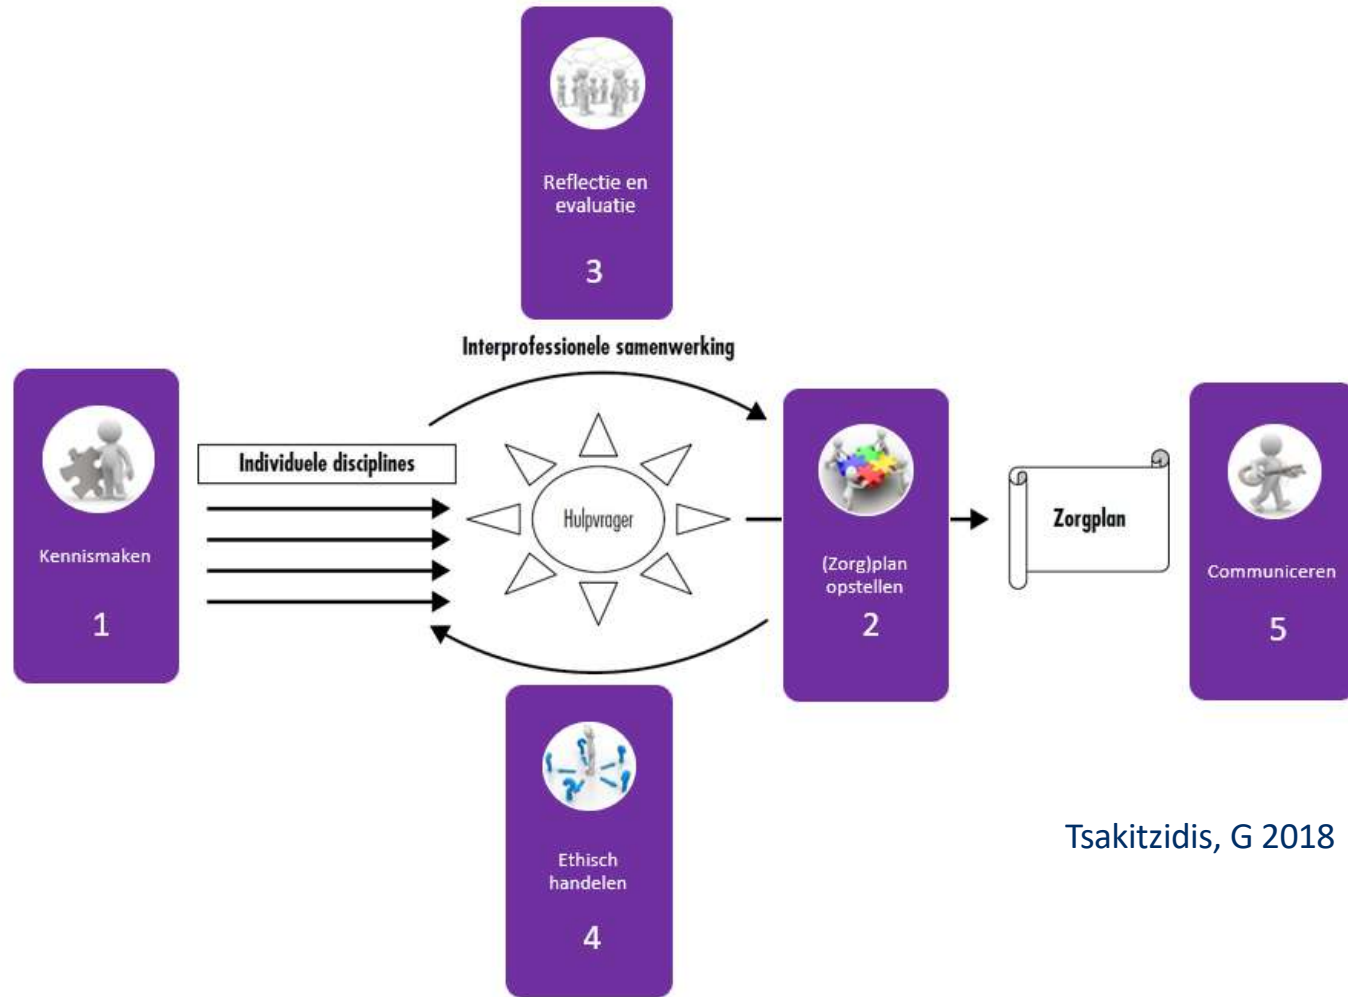 Reflectie en
evaluatie
3
Interprofessionele samenwerking
Kennismaken
1
Individuele disciplines
Hulpvrager
(Zorg)plan
opstellen
2
Zorgplan
Communiceren
5
Ethisch
handelen
4
Tsakitzidis, G 2018